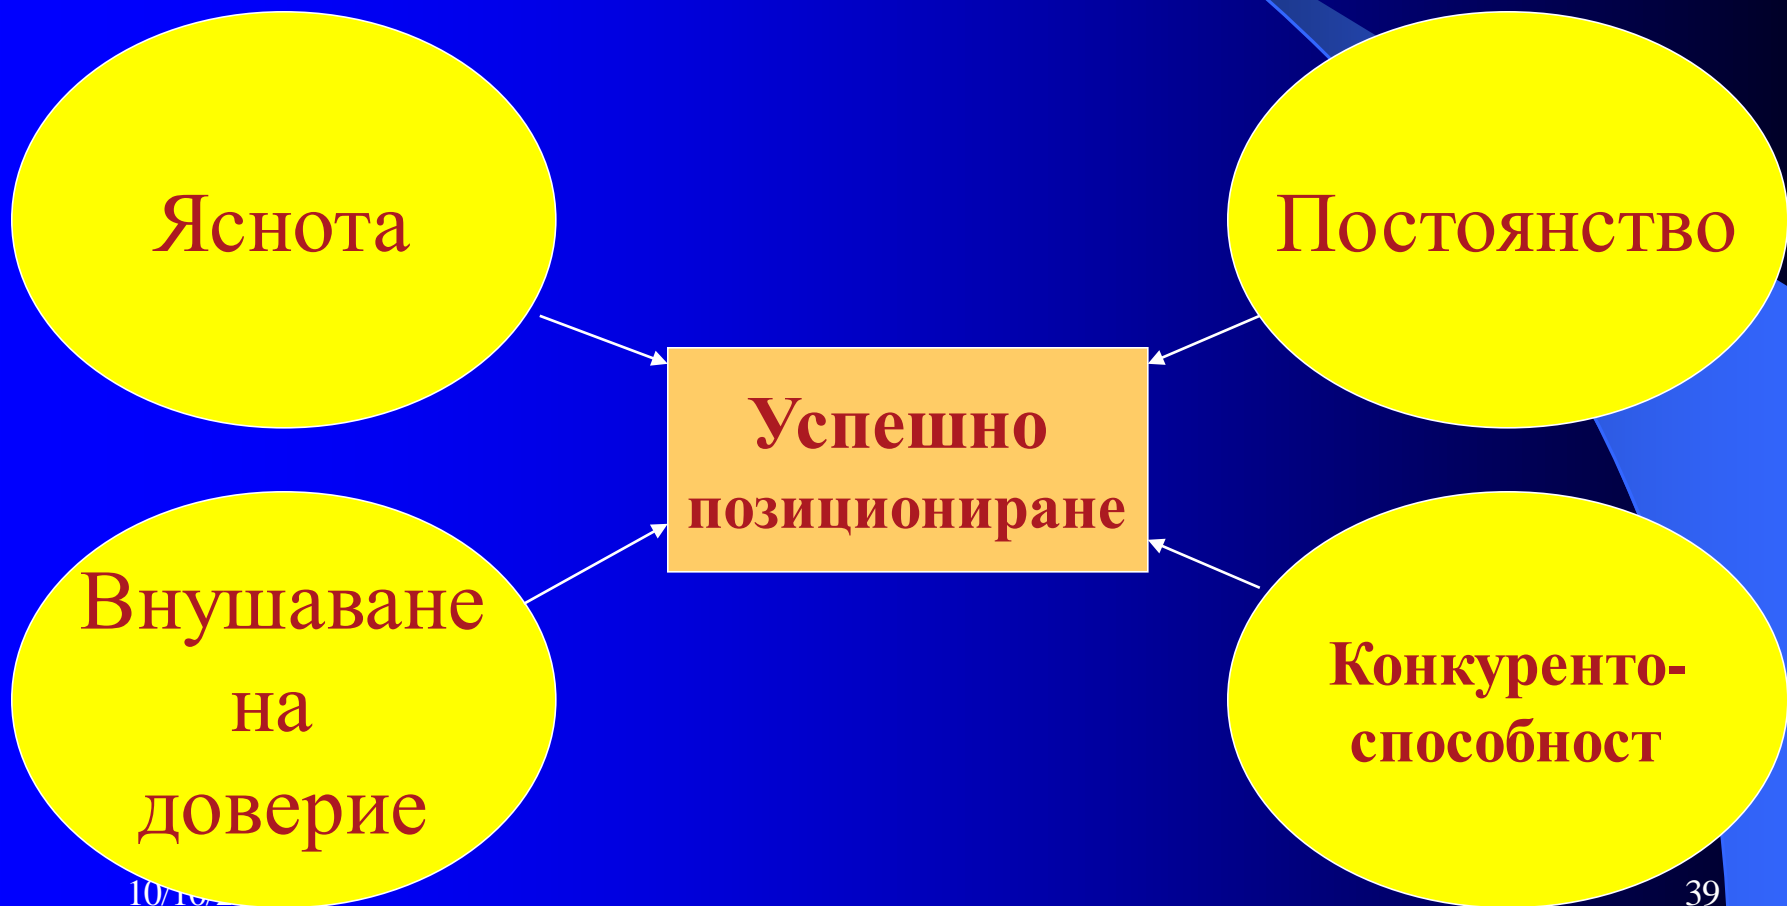 Яснота
Постоянство
Успешно
позициониране
Внушаване
на
доверие
Конкуренто-
способност
39